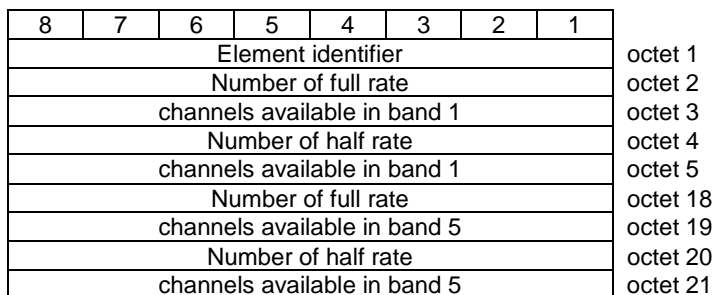 8 7 6 5 4 3 2 1
Element identifier octet 1
Number of full rate octet 2
channels available in band 1 octet 3
Number of half rate octet 4
channels available in band 1 octet 5
Number of full rate octet 18
channels available in band 5 octet 19
Number of half rate octet 20
channels available in band 5 octet 21